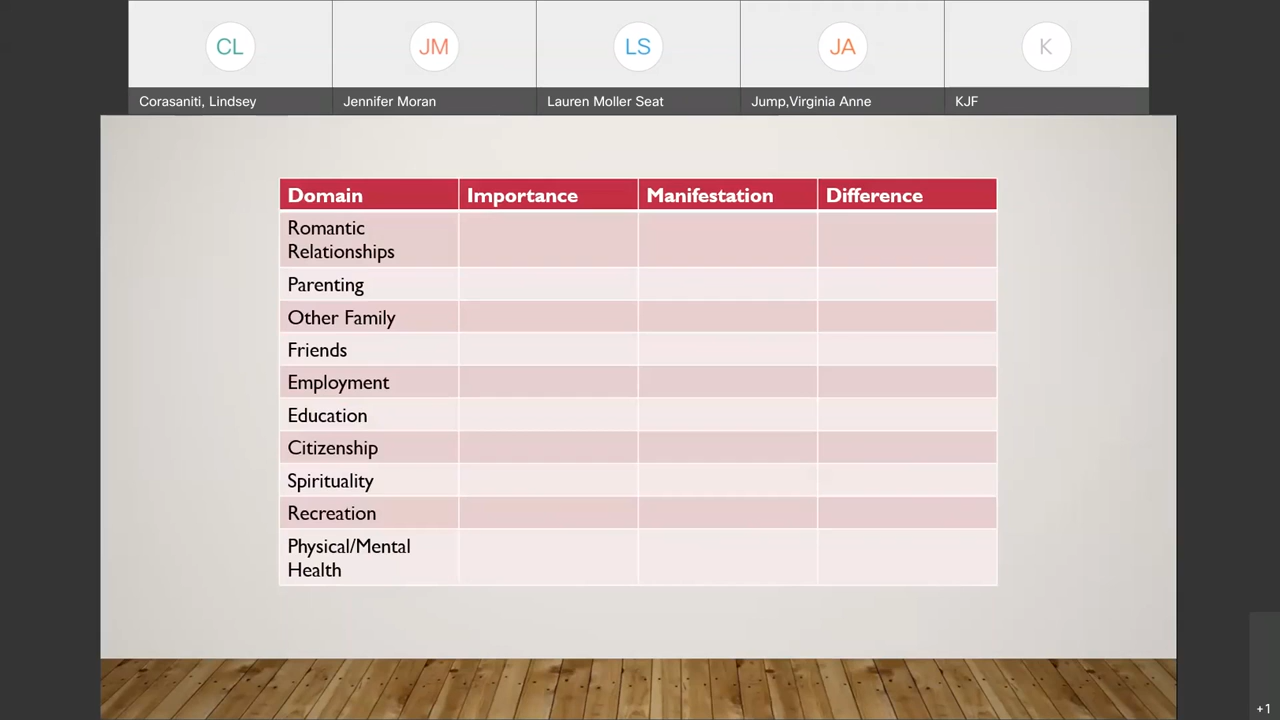 CL JM LS JA K
Corasaniti, Lindsey Jennifer Moran Lauren Moller Seat Jump,Virginia Anne KJF
Domain Importance Manifestation Difference
Romantic
Relationships
Parenting
Other Family
Friends
Employment
Education
Citizenship
Spirituality
Recreation
Physical/Mental
Health
+1